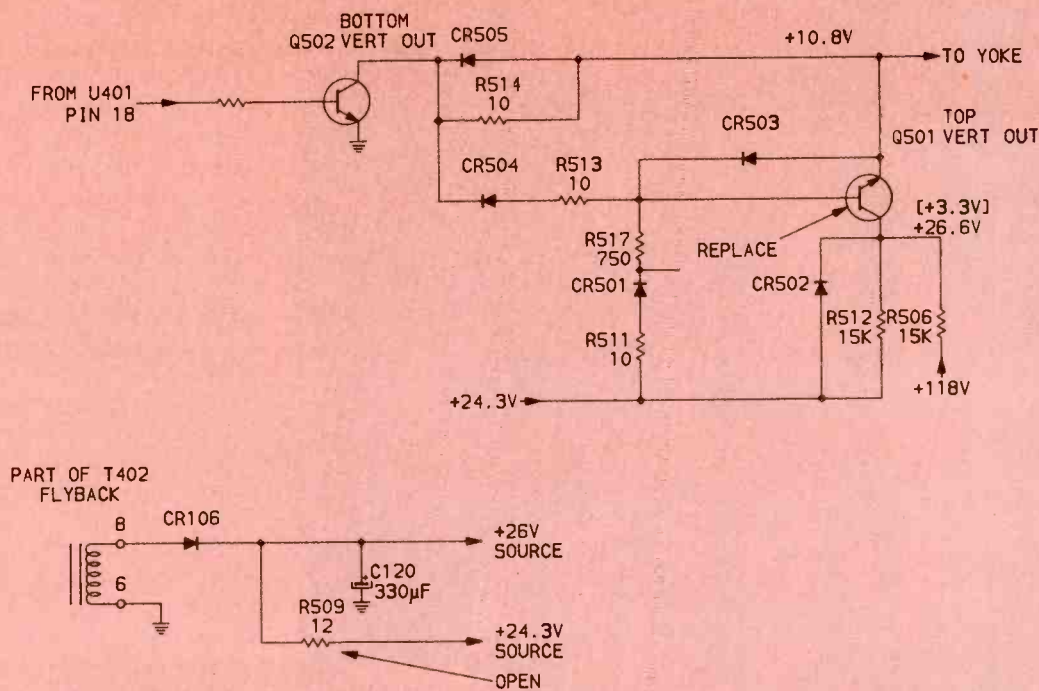 BOTTOM
Q502 VERT OUT
CR505
+10.8V
TO YOKE
FROM U401
PIN 18
R514
10
TOP
Q501 VERT OUT
CR503
CR504
R513
10
[+3.3V]
+26.6V
R517
750
REPLACE
CR501
CR502
R512
15K
R506
15K
R511
10
+24.3V
+118V
PART OF T402
FLYBACK
8
CR106
+26V
SOURCE
6
C120
330µF
+
R509
12
+24.3V
SOURCE
OPEN